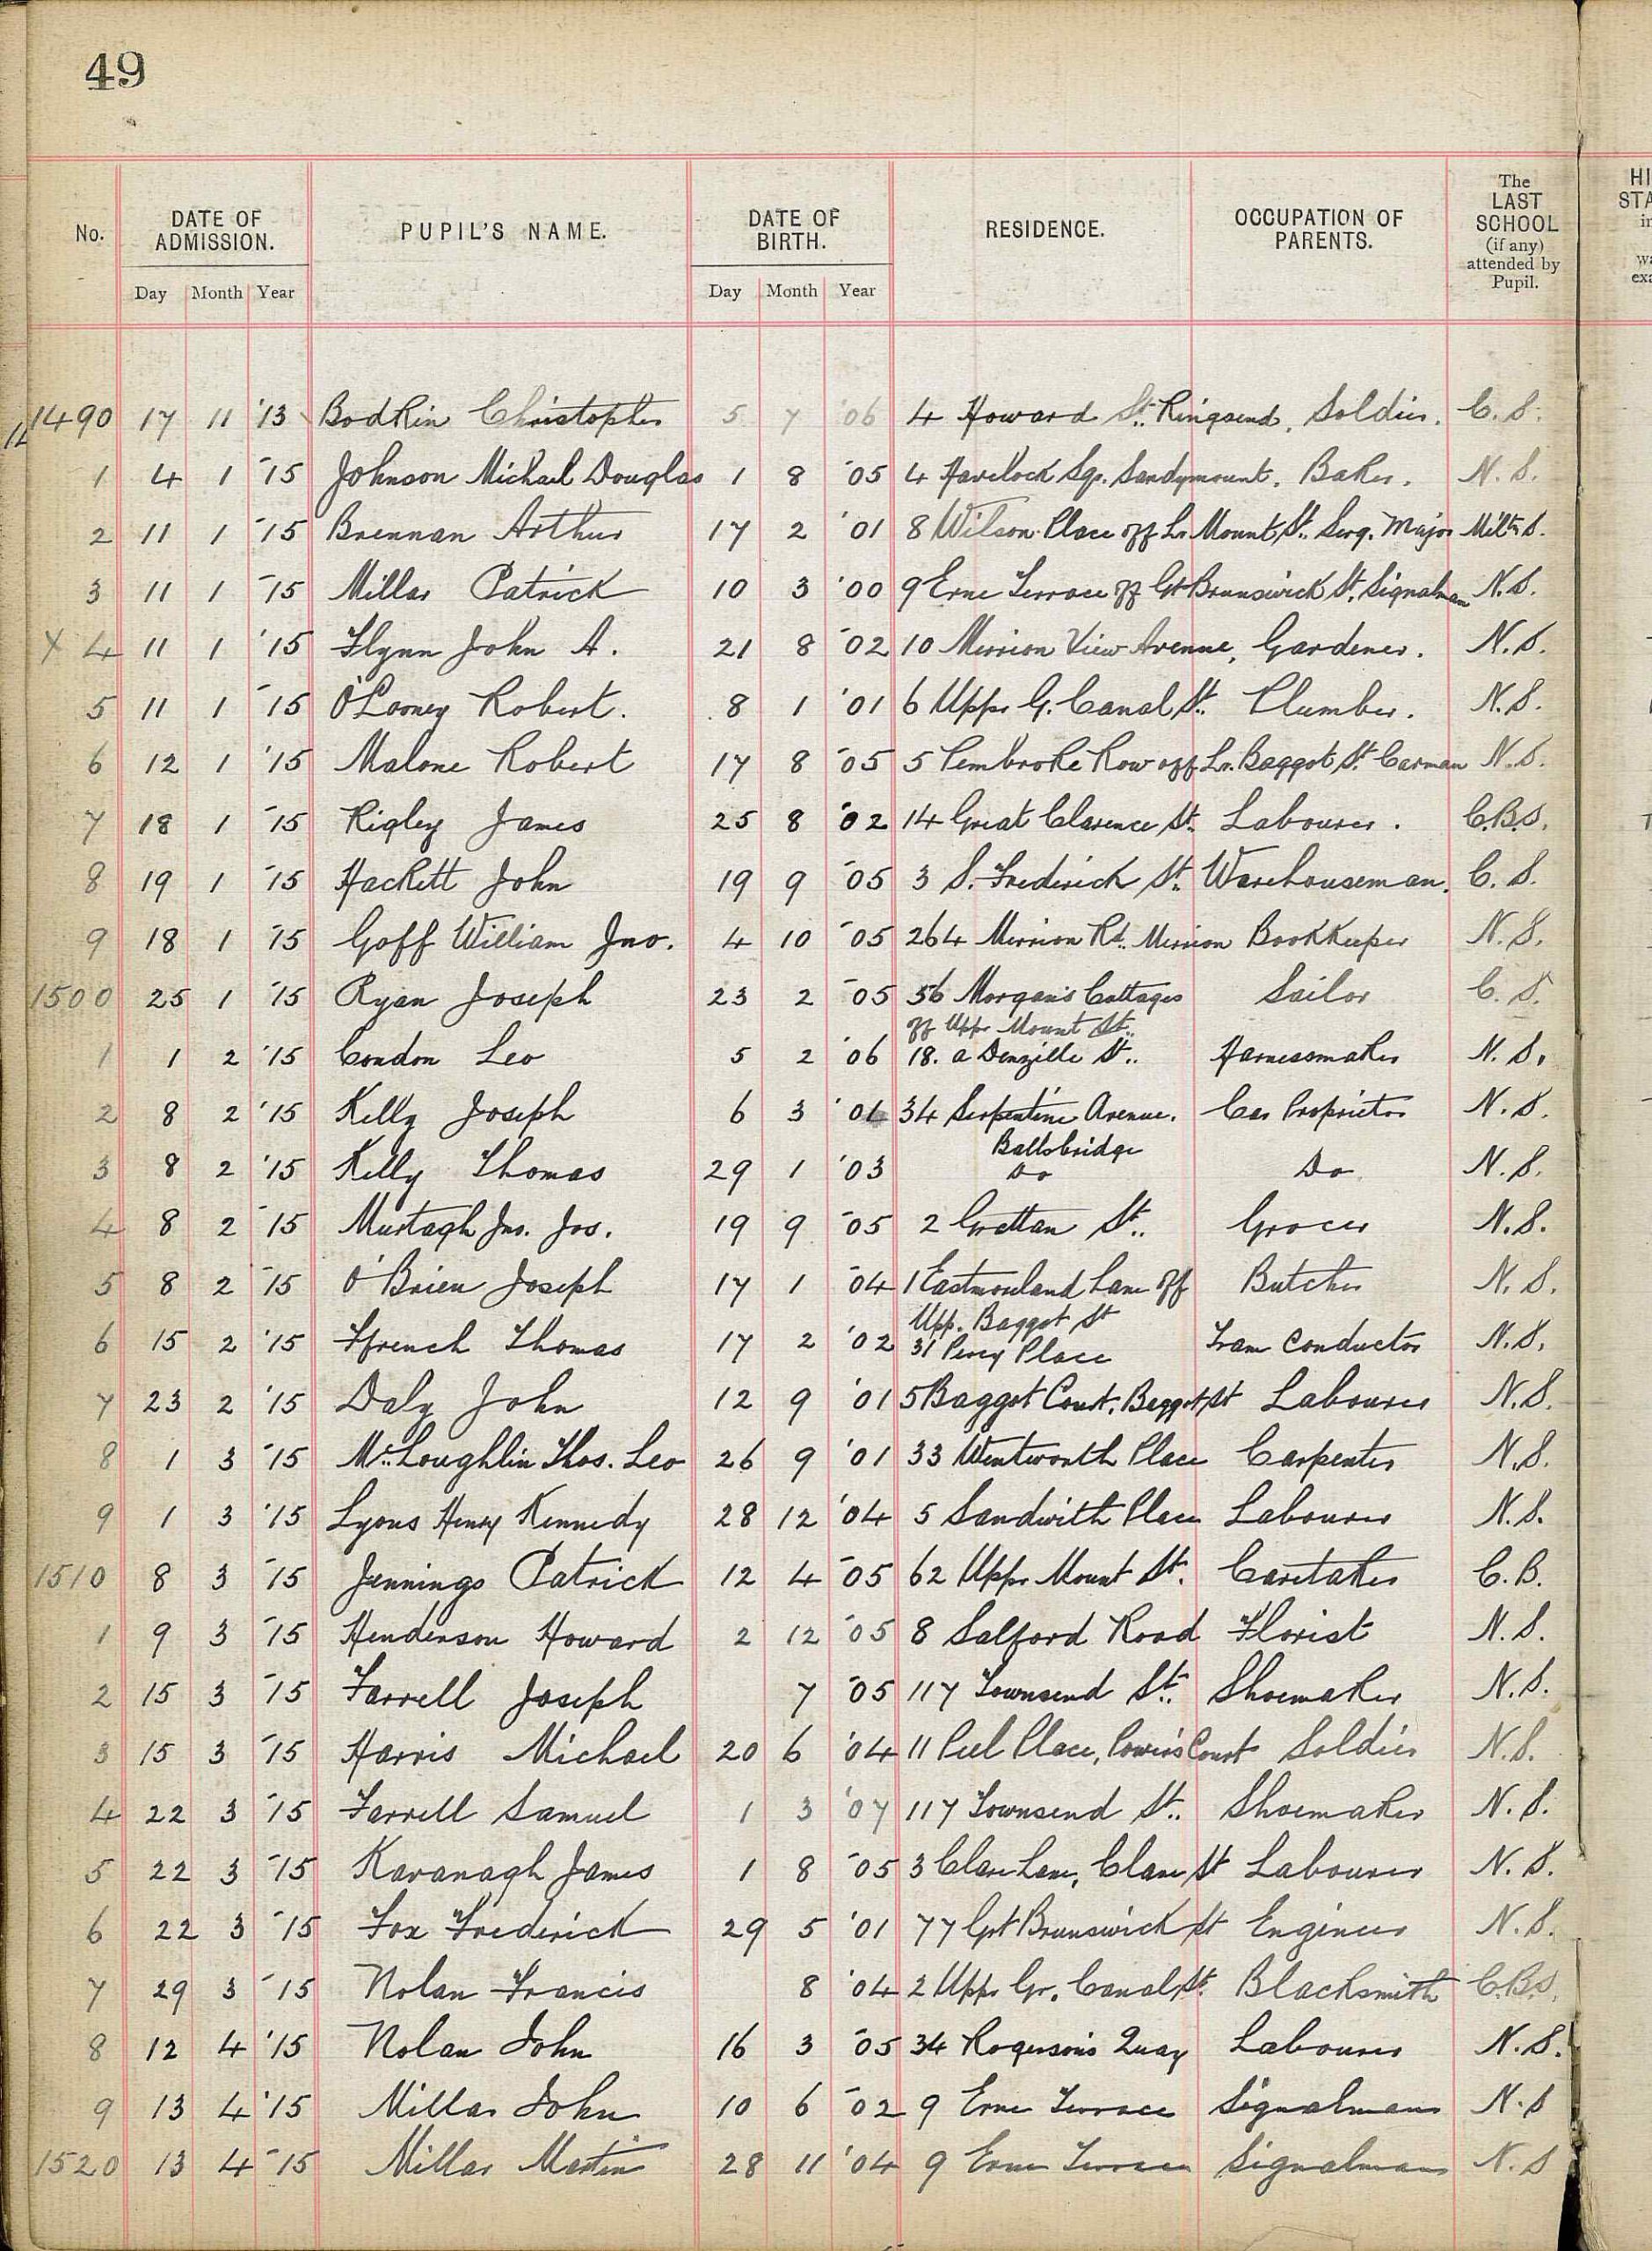 49
No. DATE OF ADMISSION. PUPIL'S NAME. DATE OF BIRTH. RESIDENCE. OCCUPATION OF PARENTS. The LAST SCHOOL (if any) attended by Pupil.
Day Month Year Day Month Year
1490 17 11 '13 Bodkin Christopher 5 7 '06 4 Howard St. Ringsend. Soldier. C. S.
1 4 1 '15 Johnson Michael Douglas 1 8 '05 4 Havelock Sqr. Sandymount. Baker. N. S.
2 11 1 '15 Brennan Arthur 17 2 '01 8 Wilson Place off Lr Mount St. Serg. Major Milty S.
3 11 1 '15 Millar Patrick 10 3 '00 9 Erne Terrace off Gt Brunswick St. Signalman N. S.
X 4 11 1 '15 Flynn John A. 21 8 '02 10 Merrion View Avenue, Gardener. N. S.
5 11 1 '15 O'Looney Robert. 8 1 '01 6 Uppr G. Canal St. Plumber. N. S.
6 12 1 '15 Malone Robert 17 8 '05 5 Pembroke Row off Lr. Baggot St. Carman N. S.
7 18 1 '15 Rigley James 25 8 '02 14 Great Clarence St. Labourer. C.B.S.
8 19 1 '15 Hackett John 19 9 '05 3 S. Frederick St. Warehouseman. C. S.
9 18 1 '15 Goff William Jno. 4 10 '05 264 Merrion Rd. Merrion Bookkeeper N. S.
1500 25 1 '15 Ryan Joseph 23 2 '05 56 Morgan's Cottages Sailor C. S.
off Uppr Mount St.
1 1 2 '15 Condon Leo 5 2 '06 18. a Denzille St. Harnessmaker N. S.
2 8 2 '15 Kelly Joseph 6 3 '01 34 Serpentine Avenue. Car Proprietor N. S.
Ballsbridge
3 8 2 '15 Kelly Thomas 29 1 '03 Do Do N. S.
4 8 2 '15 Murtagh Jno. Jos. 19 9 '05 2 Grattan St. Grocer N. S.
5 8 2 '15 O'Brien Joseph 17 1 '04 1 Eastmoreland Lane off Butcher N. S.
Upp. Baggot St
6 15 2 '15 Ffrench Thomas 17 2 '02 31 Percy Place Tram Conductor N. S.
7 23 2 '15 Daly John 12 9 '01 5 Baggot Court. Baggot St Labourer N. S.
8 1 3 '15 Mc Loughlin Thos. Leo 26 9 '01 33 Wentworth Place Carpenter N. S.
9 1 3 '15 Lyons Henry Kennedy 28 12 '04 5 Sandwith Place Labourer N. S.
1510 8 3 '15 Jennings Patrick 12 4 '05 62 Uppr Mount St. Caretaker C. B.
1 9 3 '15 Henderson Howard 2 12 '05 8 Salford Road Florist N. S.
2 15 3 '15 Farrell Joseph 7 '05 117 Townsend St. Shoemaker N. S.
3 15 3 '15 Harris Michael 20 6 '04 11 Peel Place, Power's Court Soldier N. S.
4 22 3 '15 Farrell Samuel 1 3 '07 117 Townsend St. Shoemaker N. S.
5 22 3 '15 Kavanagh James 1 8 '05 3 Clare Lane, Clare St Labourer N. S.
6 22 3 '15 Fox Frederick 29 5 '01 77 Grt Brunswick St Engineer N. S.
7 29 3 '15 Nolan Francis 8 '04 2 Uppr Gr. Canal St. Blacksmith C.B.S.
8 12 4 '15 Nolan John 16 3 '05 34 Rogerson's Quay Labourer N. S.
9 13 4 '15 Millar John 10 6 '02 9 Erne Terrace Signalman N. S
1520 13 4 '15 Millar Martin 28 11 '04 9 Erne Terrace Signalman N. S